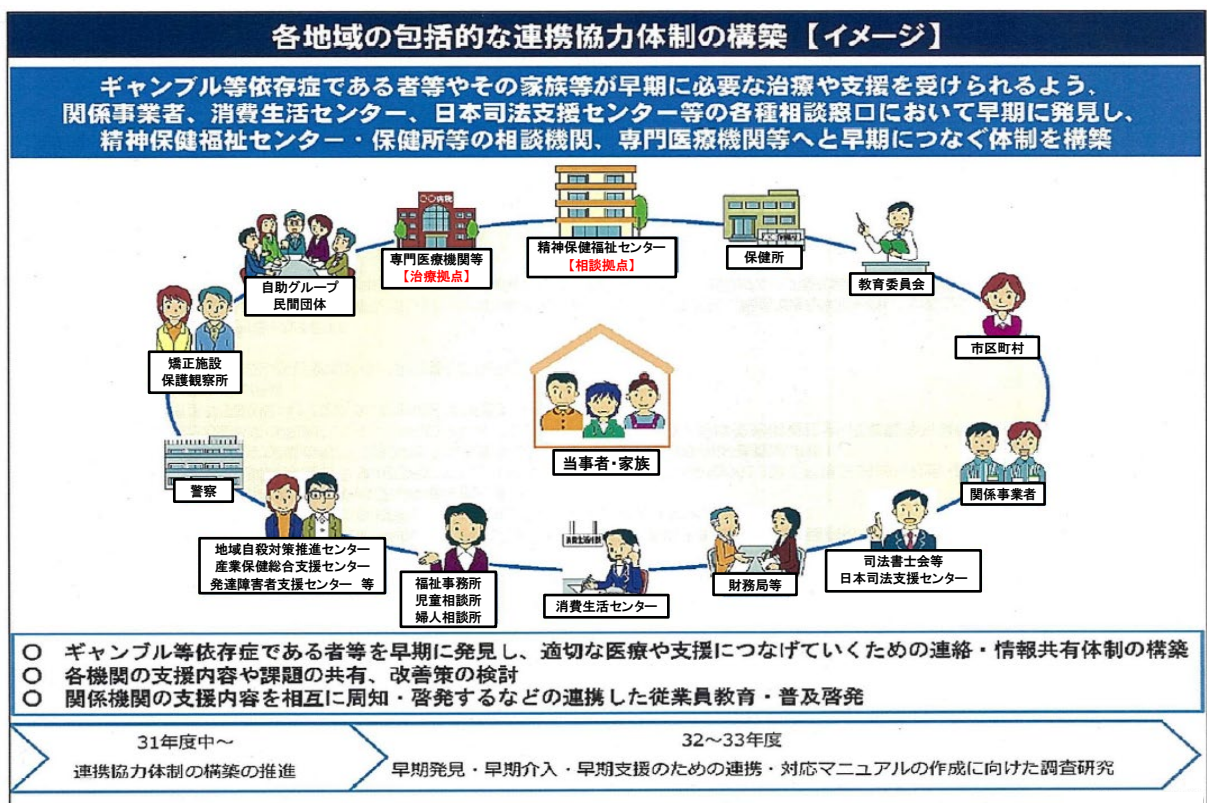 各地域の包括的な連携協力体制の構築【イメージ】
ギャンブル等依存症である者等やその家族等が早期に必要な治療や支援を受けられるよう、
関係事業者、消費生活センター、日本司法支援センター等の各種相談窓口において早期に発見し、
精神保健福祉センター・保健所等の相談機関、専門医療機関等へと早期につなぐ体制を構築
〇〇病院
自助グループ
民間団体
専門医療機関等
【治療拠点】
精神保健福祉センター
【相談拠点】
保健所
教育委員会
市区町村
矯正施設
保護観察所
当事者・家族
関係事業者
警察
地域自殺対策推進センター
産業保健総合支援センター
発達障害者支援センター 等
福祉事務所
児童相談所
婦人相談所
消費生活センター
財務局等
司法書士会等
日本司法支援センター
〇 ギャンブル等依存症である者等を早期に発見し、適切な医療や支援につなげていくための連絡・情報共有体制の構築
〇 各機関の支援内容や課題の共有、改善策の検討
〇 関係機関の支援内容を相互に周知・啓発するなどの連携した従業員教育・普及啓発
31年度中～
連携協力体制の構築の推進
32～33年度
早期発見・早期介入・早期支援のための連携・対応マニュアルの作成に向けた調査研究